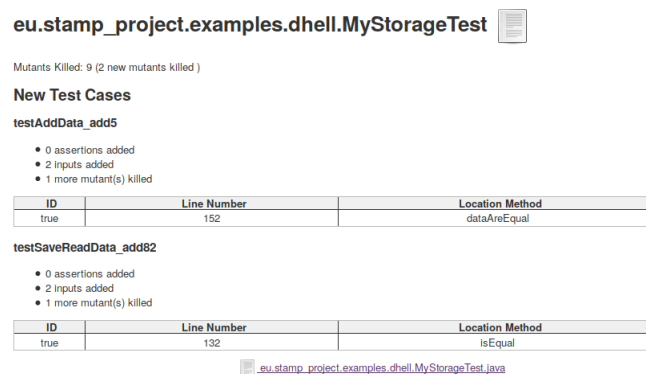 eu.stamp_project.examples.dhell.MyStorageTest
Mutants Killed: 9 (2 new mutants killed )
New Test Cases
testAddData_add5
0 assertions added
2 inputs added
1 more mutant(s) killed
ID Line Number Location Method
true 152 dataAreEqual
testSaveReadData_add82
0 assertions added
2 inputs added
1 more mutant(s) killed
ID Line Number Location Method
true 132 isEqual
eu.stamp_project.examples.dhell.MyStorageTest.java